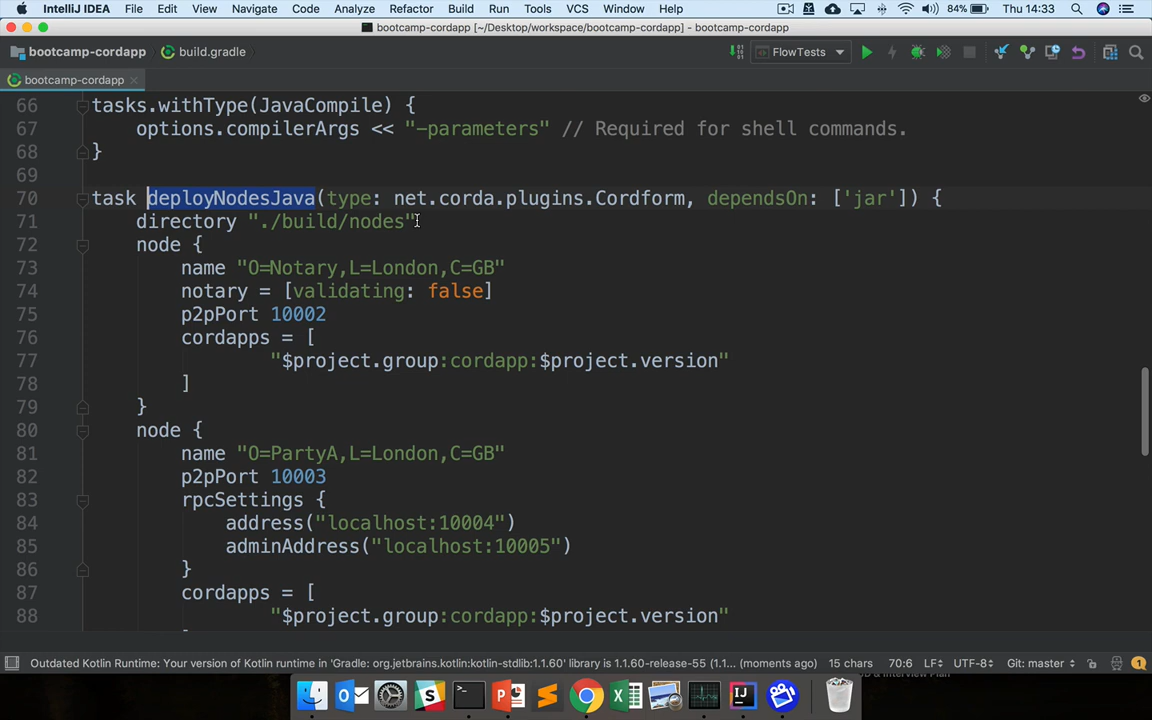 IntelliJ IDEA File Edit View Navigate Code Analyze Refactor Build Run Tools VCS Window Help 84% Thu 14:33
bootcamp-cordapp [~/Desktop/workspace/bootcamp-cordapp] - bootcamp-cordapp
bootcamp-cordapp build.gradle FlowTests
bootcamp-cordapp
66 tasks.withType(JavaCompile) {
67 options.compilerArgs << "-parameters" // Required for shell commands.
68 }
69
70 task deployNodesJava(type: net.corda.plugins.Cordform, dependsOn: ['jar']) {
71 directory "./build/nodes"
72 node {
73 name "O=Notary,L=London,C=GB"
74 notary = [validating: false]
75 p2pPort 10002
76 cordapps = [
77 "$project.group:cordapp:$project.version"
78 ]
79 }
80 node {
81 name "O=PartyA,L=London,C=GB"
82 p2pPort 10003
83 rpcSettings {
84 address("localhost:10004")
85 adminAddress("localhost:10005")
86 }
87 cordapps = [
88 "$project.group:cordapp:$project.version"
Outdated Kotlin Runtime: Your version of Kotlin runtime in 'Gradle: org.jetbrains.kotlin:kotlin-stdlib:1.1.60' library is 1.1.60-release-55 (1.1... (moments ago) 15 chars 70:6 LF UTF-8 Git: master 1
& Interview Plan